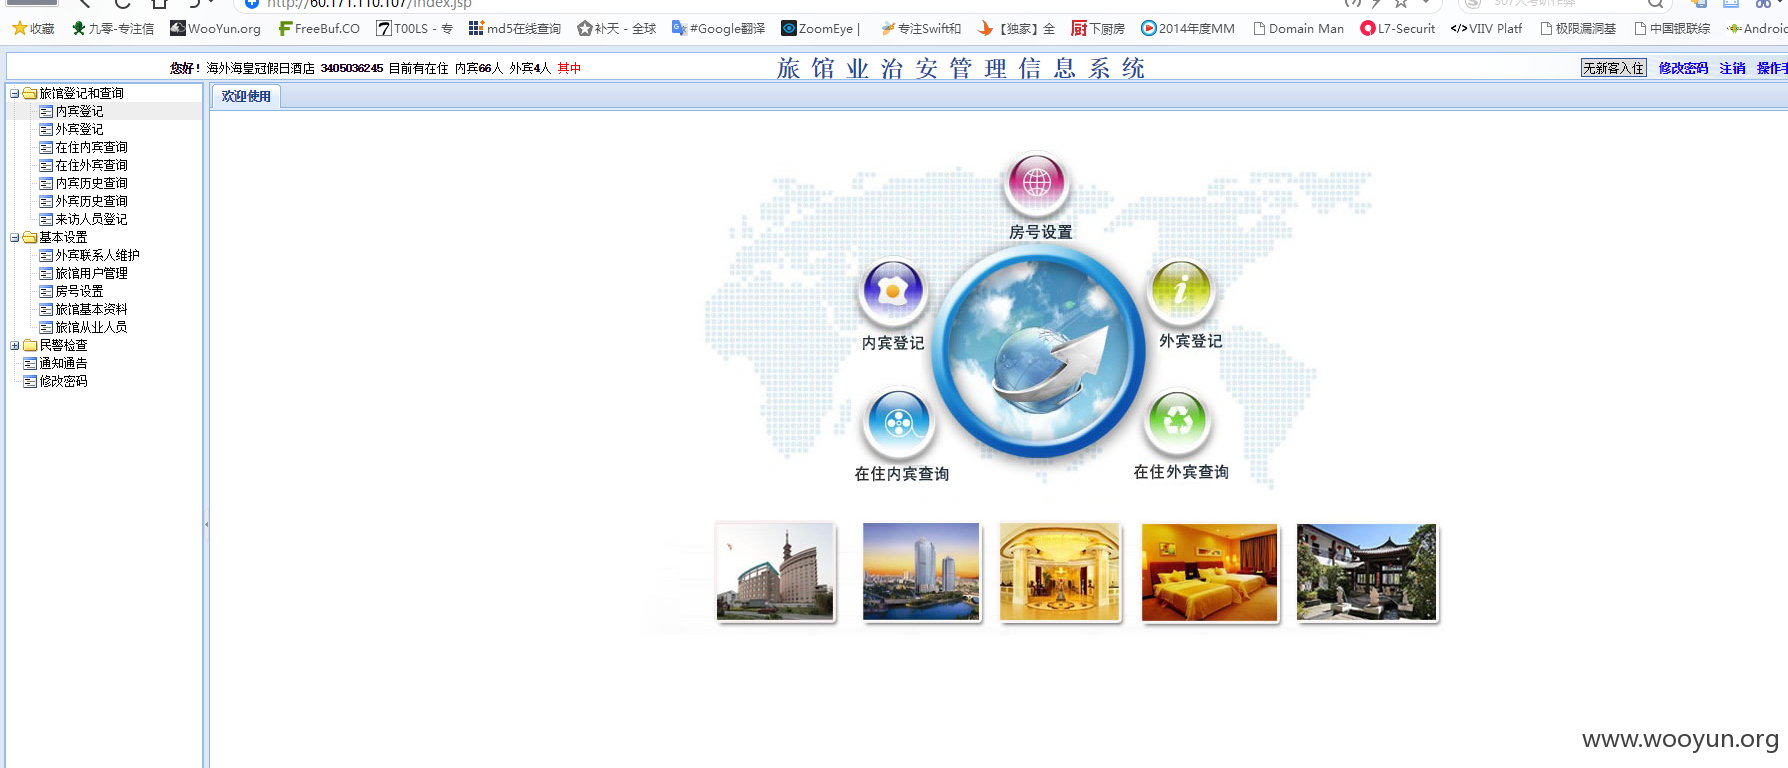 http://60.171.110.107/index.jsp
收藏 九零-专注信 WooYun.org FreeBuf.CO T00LS - 专 md5在线查询 补天 - 全球 #Google翻译 ZoomEye | 专注Swift和 【独家】全 下厨房 2014年度MM Domain Man L7-Securit VIIV Platf 极限漏洞基 中国银联综 Androi
您好！海外海皇冠假日酒店 3405036245 目前有在住 内宾66人 外宾4人 其中
旅馆业治安管理信息系统
无新客入住 修改密码 注销 操作手
旅馆登记和查询
内宾登记
外宾登记
在住内宾查询
在住外宾查询
内宾历史查询
外宾历史查询
来访人员登记
基本设置
外宾联系人维护
旅馆用户管理
房号设置
旅馆基本资料
旅馆从业人员
民警检查
通知通告
修改密码
欢迎使用
房号设置
内宾登记
外宾登记
在住内宾查询
在住外宾查询
www.wooyun.org